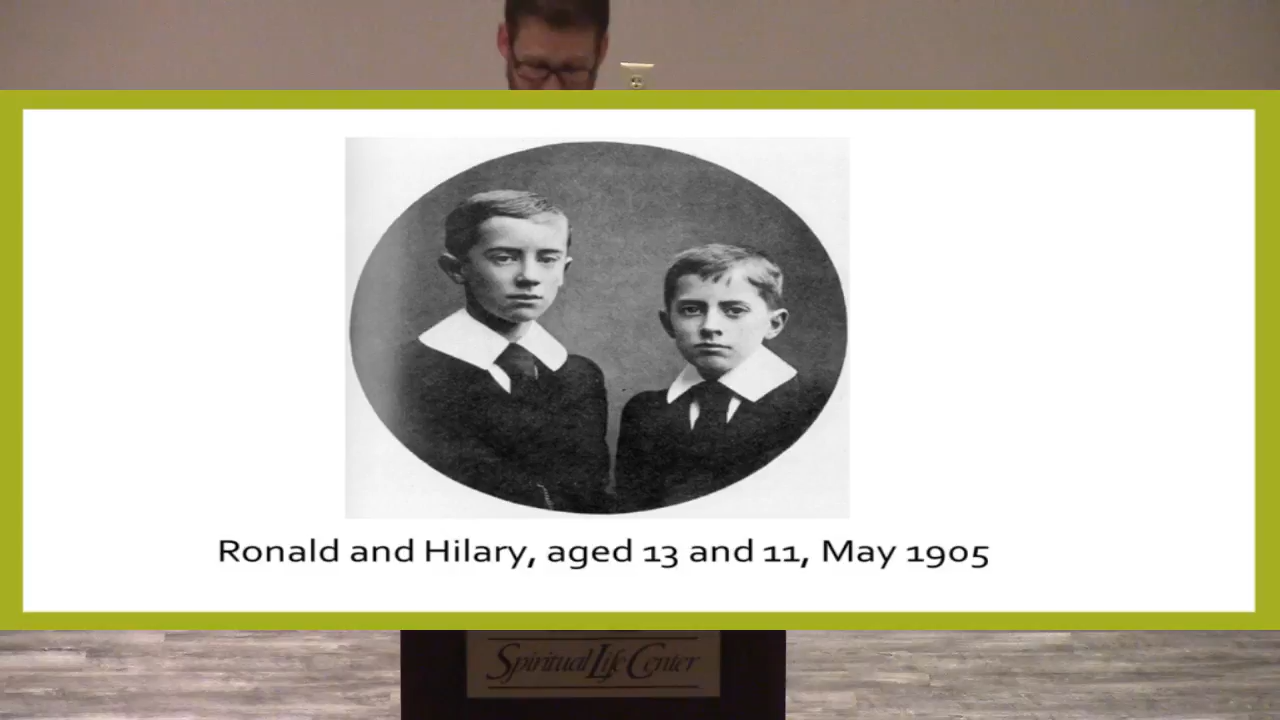 Ronald and Hilary, aged 13 and 11, May 1905
Spiritual Life Center